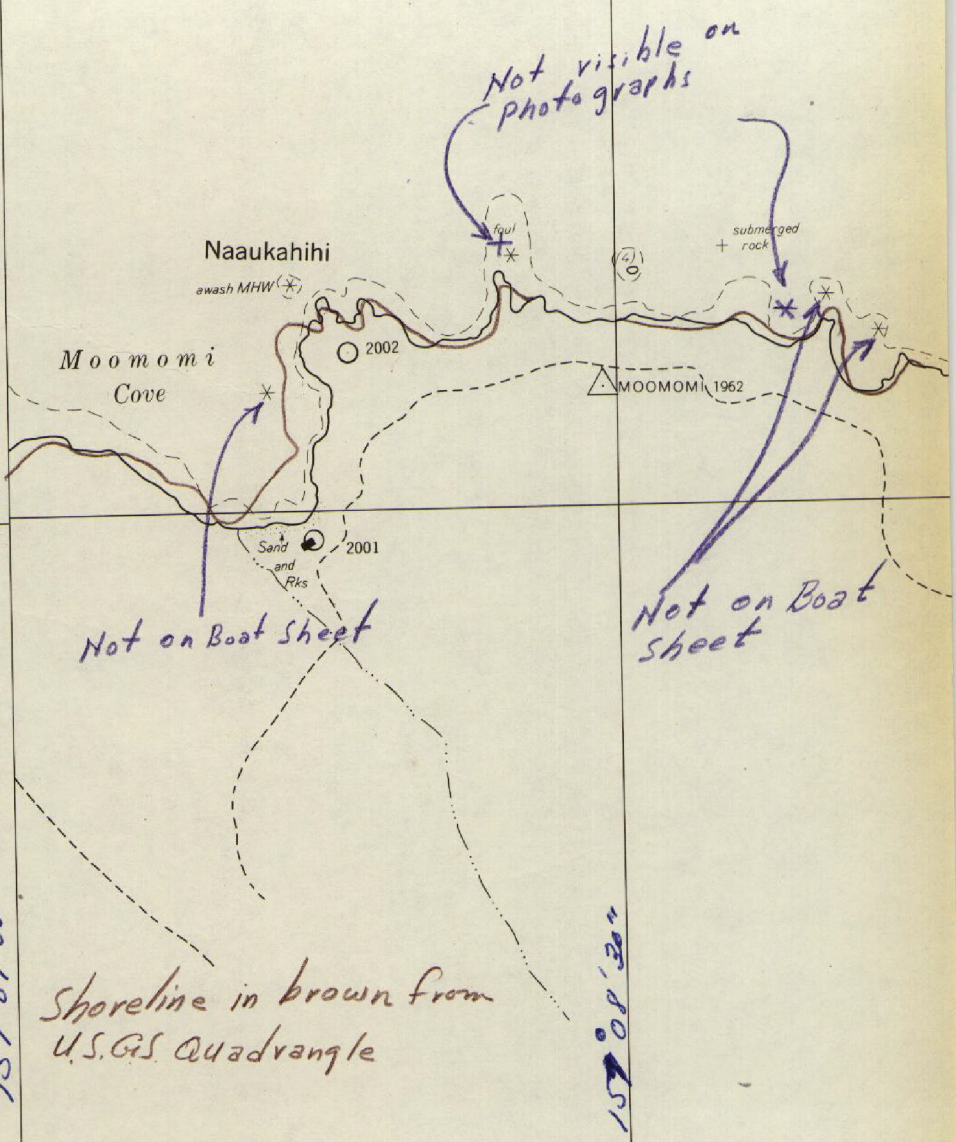 Not visible on
photographs
foul
submerged
rock
Naaukahihi
(4)
awash MHW
2002
Moomomi
Cove
MOOMOMI, 1962
Sand
and
Rks
2001
Not on Boat
sheet
Not on Boat sheet
157° 08' 30"
Shoreline in brown from
U.S.G.S. Quadrangle